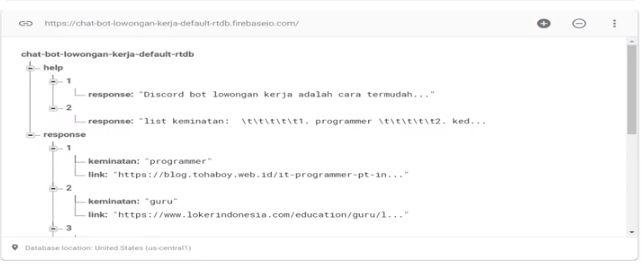 https://chat-bot-lowongan-kerja-default-rtdb.firebaseio.com/
chat-bot-lowongan-kerja-default-rtdb
help
1
response: "Discord bot lowongan kerja adalah cara termudah..."
2
response: "list keminatan: \t\t\t\t\t1. programmer \t\t\t\t\t2. ked...
response
1
keminatan: "programmer"
link: "https://blog.tohaboy.web.id/it-programmer-pt-in..."
2
keminatan: "guru"
link: "https://www.lokerindonesia.com/education/guru/l..."
3
Database location: United States (us-central1)